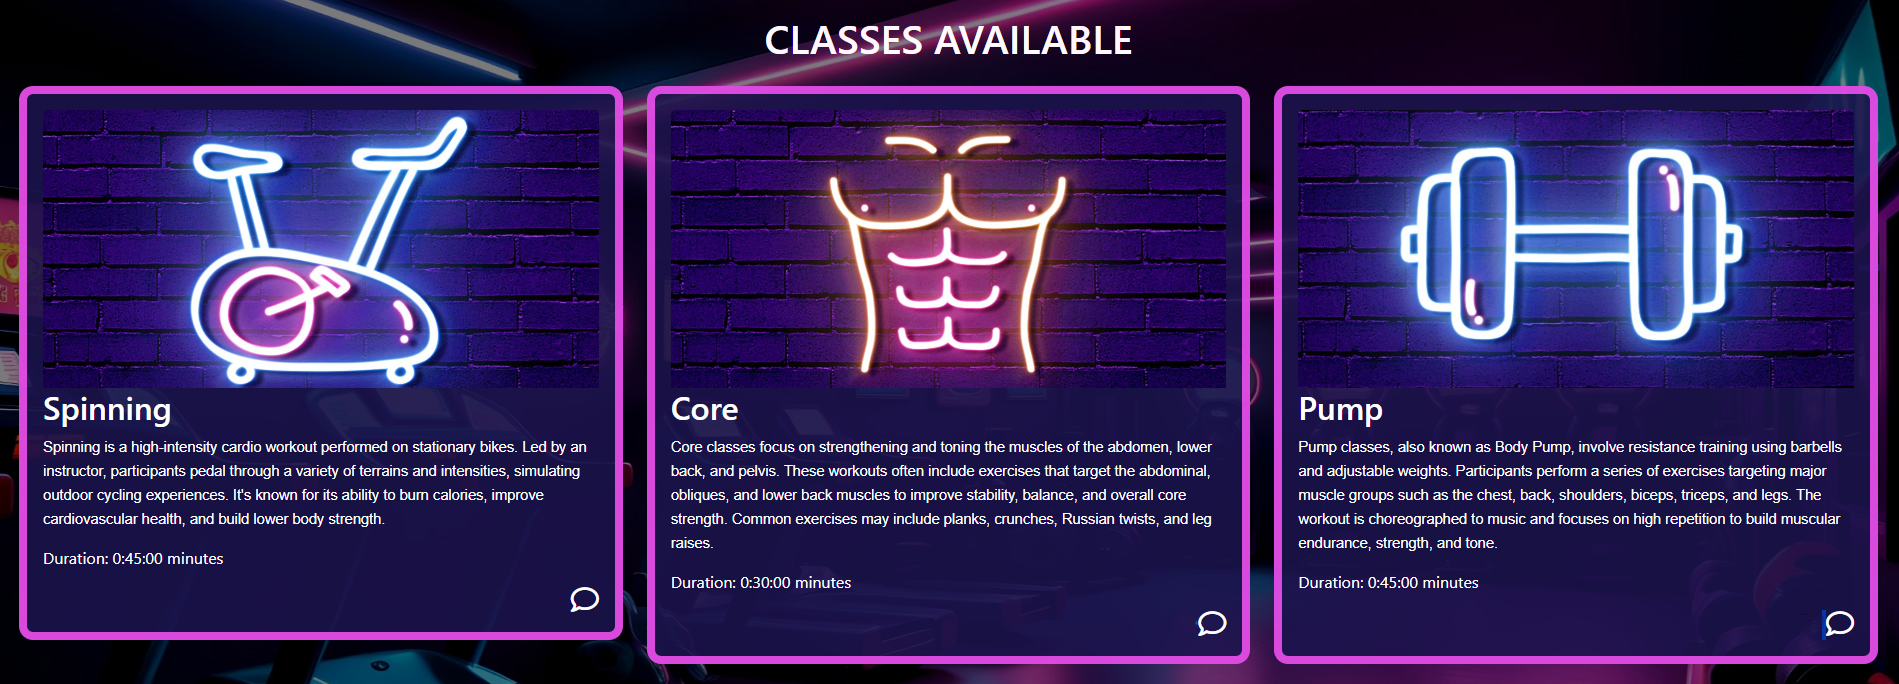 CLASSES AVAILABLE
Spinning
Spinning is a high-intensity cardio workout performed on stationary bikes. Led by an
instructor, participants pedal through a variety of terrains and intensities, simulating
outdoor cycling experiences. It's known for its ability to burn calories, improve
cardiovascular health, and build lower body strength.
Duration: 0:45:00 minutes
Core
Core classes focus on strengthening and toning the muscles of the abdomen, lower
back, and pelvis. These workouts often include exercises that target the abdominal,
obliques, and lower back muscles to improve stability, balance, and overall core
strength. Common exercises may include planks, crunches, Russian twists, and leg
raises.
Duration: 0:30:00 minutes
Pump
Pump classes, also known as Body Pump, involve resistance training using barbells
and adjustable weights. Participants perform a series of exercises targeting major
muscle groups such as the chest, back, shoulders, biceps, triceps, and legs. The
workout is choreographed to music and focuses on high repetition to build muscular
endurance, strength, and tone.
Duration: 0:45:00 minutes